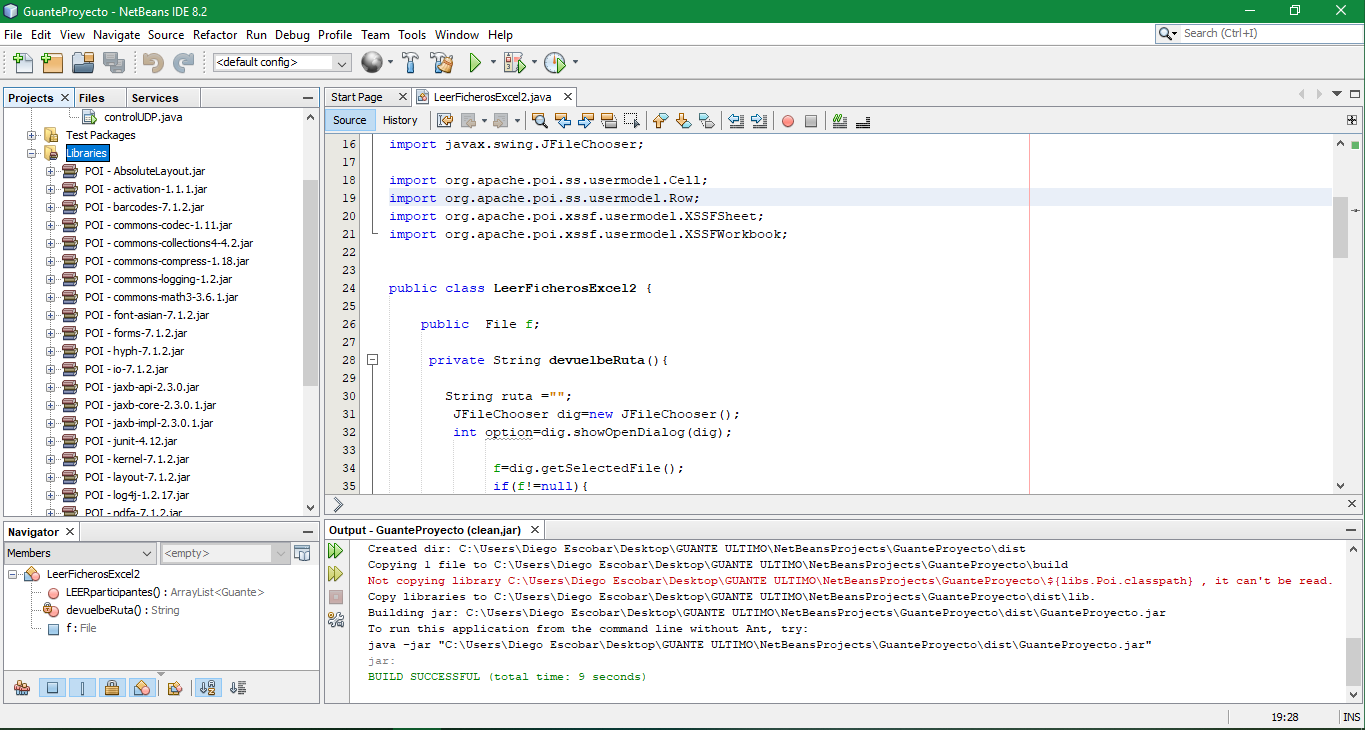 GuanteProyecto - NetBeans IDE 8.2
File Edit View Navigate Source Refactor Run Debug Profile Team Tools Window Help
Search (Ctrl+I)
<default config>
Projects Files Services
controlUDP.java
Test Packages
Libraries
POI - AbsoluteLayout.jar
POI - activation-1.1.1.jar
POI - barcodes-7.1.2.jar
POI - commons-codec-1.11.jar
POI - commons-collections4-4.2.jar
POI - commons-compress-1.18.jar
POI - commons-logging-1.2.jar
POI - commons-math3-3.6.1.jar
POI - font-asian-7.1.2.jar
POI - forms-7.1.2.jar
POI - hyph-7.1.2.jar
POI - io-7.1.2.jar
POI - jaxb-api-2.3.0.jar
POI - jaxb-core-2.3.0.1.jar
POI - jaxb-impl-2.3.0.1.jar
POI - junit-4.12.jar
POI - kernel-7.1.2.jar
POI - layout-7.1.2.jar
POI - log4j-1.2.17.jar
POI - pdfa-7.1.2.jar
Start Page LeerFicherosExcel2.java
Source History
16 import javax.swing.JFileChooser;
17
18 import org.apache.poi.ss.usermodel.Cell;
19 import org.apache.poi.ss.usermodel.Row;
20 import org.apache.poi.xssf.usermodel.XSSFSheet;
21 import org.apache.poi.xssf.usermodel.XSSFWorkbook;
22
23
24 public class LeerFicherosExcel2 {
25
26 public File f;
27
28 private String devuelbeRuta(){
29
30 String ruta ="";
31 JFileChooser dig=new JFileChooser();
32 int option=dig.showOpenDialog(dig);
33
34 f=dig.getSelectedFile();
35 if(f!=null){
Navigator
Members <empty>
LeerFicherosExcel2
LEERparticipantes() : ArrayList<Guante>
devuelbeRuta() : String
f : File
Output - GuanteProyecto (clean,jar)
Created dir: C:\Users\Diego Escobar\Desktop\GUANTE ULTIMO\NetBeansProjects\GuanteProyecto\dist
Copying 1 file to C:\Users\Diego Escobar\Desktop\GUANTE ULTIMO\NetBeansProjects\GuanteProyecto\build
Not copying library C:\Users\Diego Escobar\Desktop\GUANTE ULTIMO\NetBeansProjects\GuanteProyecto\${libs.Poi.classpath} , it can't be read.
Copy libraries to C:\Users\Diego Escobar\Desktop\GUANTE ULTIMO\NetBeansProjects\GuanteProyecto\dist\lib.
Building jar: C:\Users\Diego Escobar\Desktop\GUANTE ULTIMO\NetBeansProjects\GuanteProyecto\dist\GuanteProyecto.jar
To run this application from the command line without Ant, try:
java -jar "C:\Users\Diego Escobar\Desktop\GUANTE ULTIMO\NetBeansProjects\GuanteProyecto\dist\GuanteProyecto.jar"
jar:
BUILD SUCCESSFUL (total time: 9 seconds)
19:28 INS